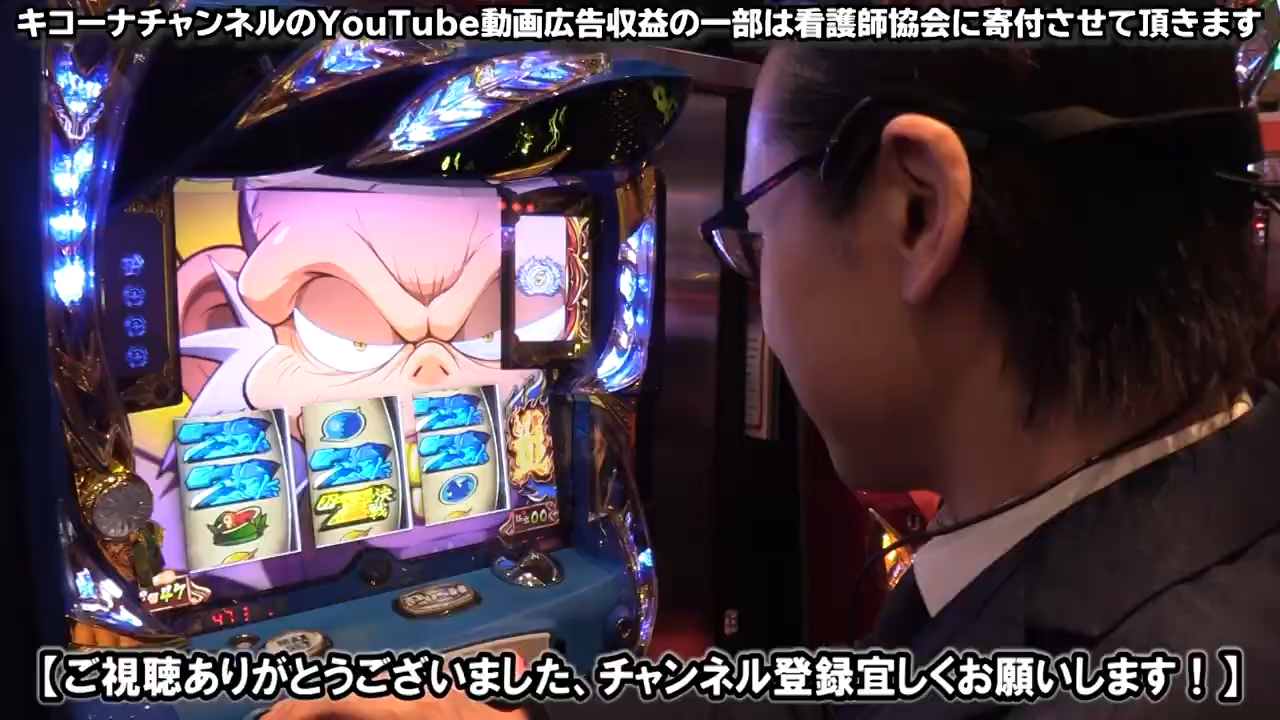 キコーナチャンネルのYouTube動画広告収益の一部は看護師協会に寄付させて頂きます
471
【ご視聴ありがとうございました、チャンネル登録宜しくお願いします！】